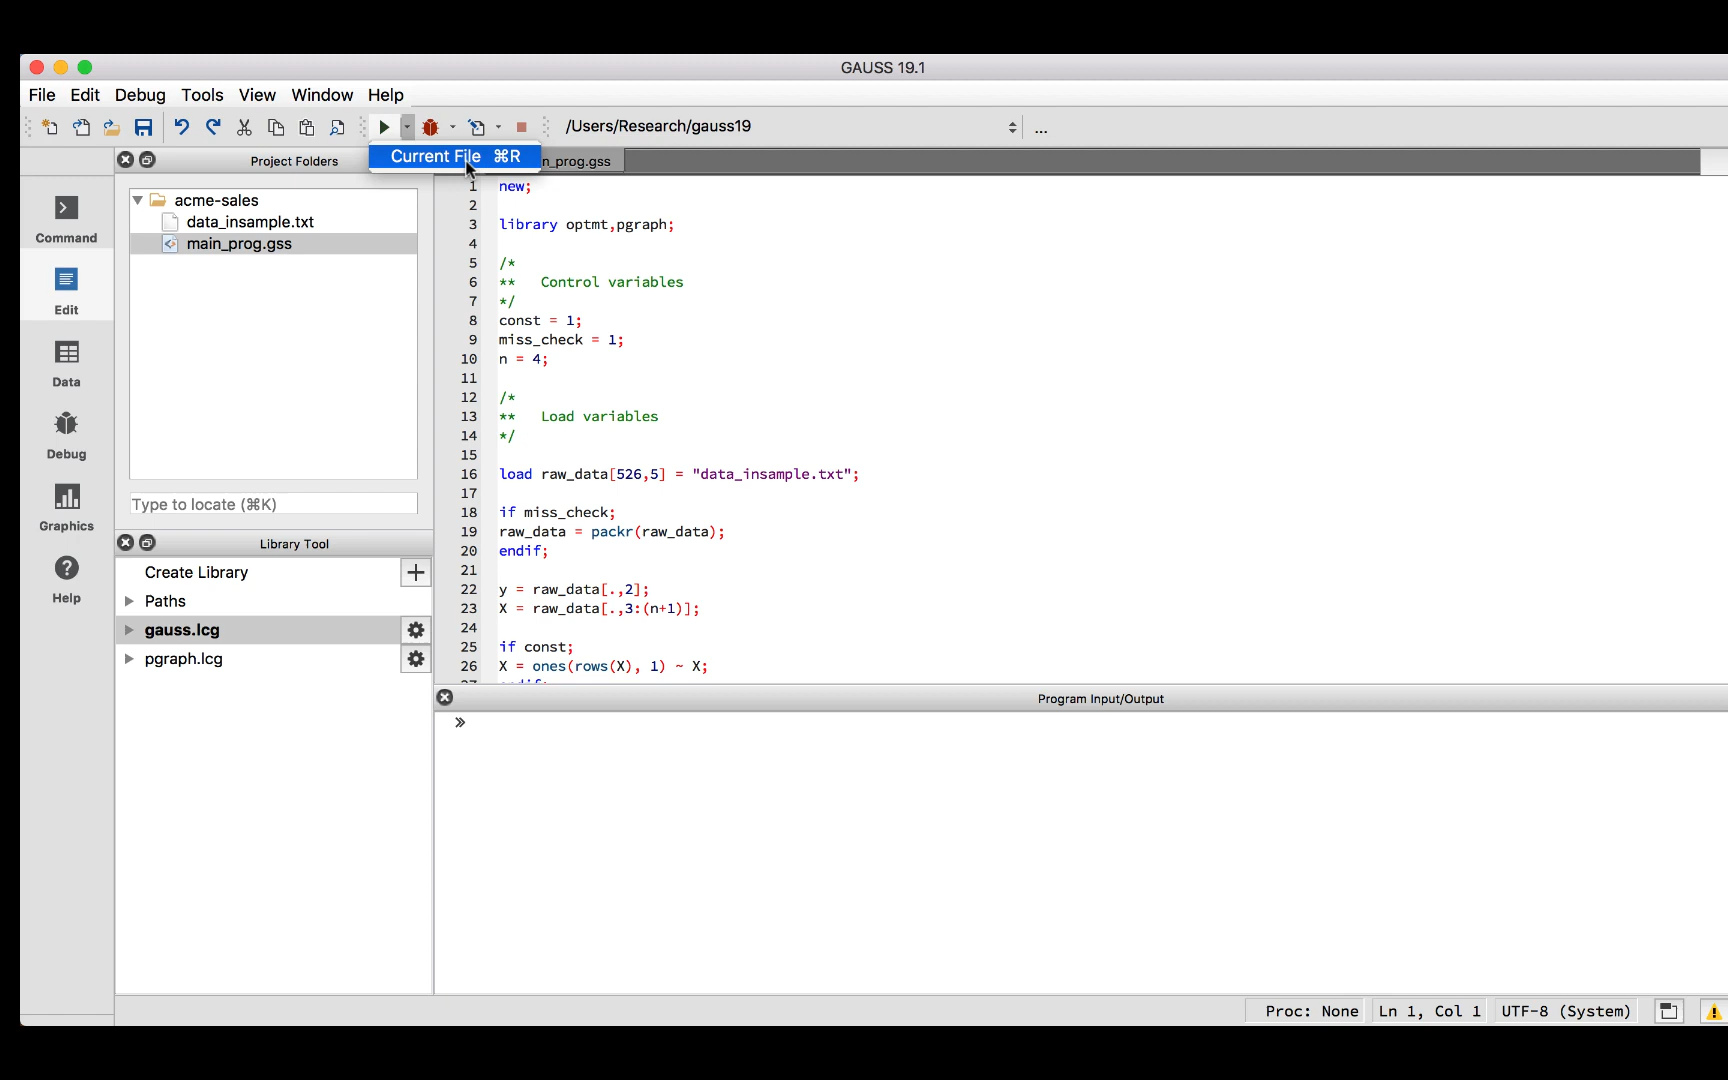 GAUSS 19.1
File Edit Debug Tools View Window Help
/Users/Research/gauss19 ...
Current File ⌘R
n_prog.gss
Project Folders
acme-sales
data_insample.txt
main_prog.gss
Type to locate (⌘K)
Library Tool
Create Library
Paths
gauss.lcg
pgraph.lcg
Command
Edit
Data
Debug
Graphics
Help
1 new;
2
3 library optmt,pgraph;
4
5 /*
6 ** Control variables
7 */
8 const = 1;
9 miss_check = 1;
10 n = 4;
11
12 /*
13 ** Load variables
14 */
15
16 load raw_data[526,5] = "data_insample.txt";
17
18 if miss_check;
19 raw_data = packr(raw_data);
20 endif;
21
22 y = raw_data[.,2];
23 X = raw_data[.,3:(n+1)];
24
25 if const;
26 X = ones(rows(X), 1) ~ X;
Program Input/Output
»
Proc: None Ln 1, Col 1 UTF-8 (System)